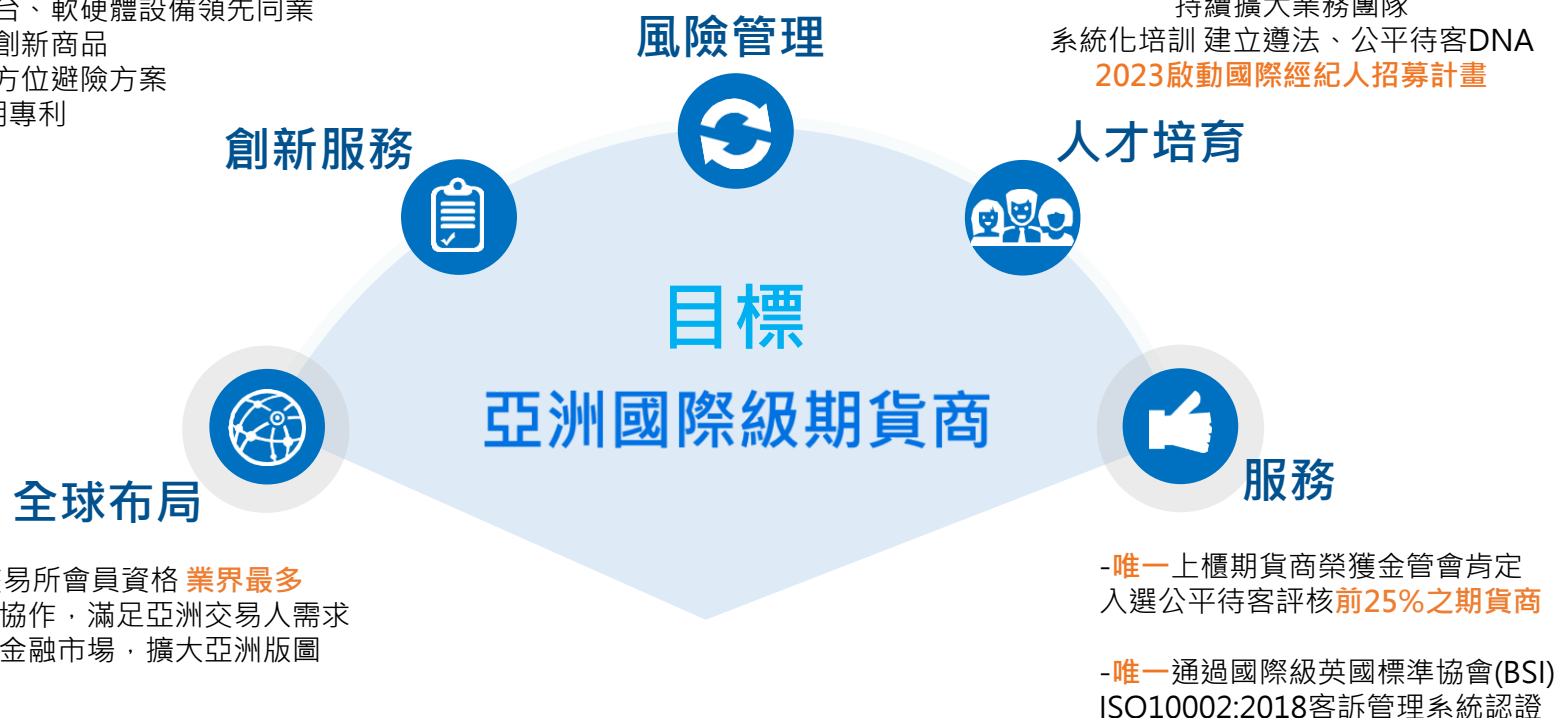 台、軟硬體設備領先同業
創新商品
方位避險方案
專利
風險管理
持續擴大業務團隊
系統化培訓 建立遵法、公平待客DNA
2023啟動國際經紀人招募計畫
創新服務
人才培育
目標
亞洲國際級期貨商
全球布局
易所會員資格 業界最多
協作，滿足亞洲交易人需求
金融市場，擴大亞洲版圖
服務
-唯一上櫃期貨商榮獲金管會肯定
入選公平待客評核前25%之期貨商
-唯一通過國際級英國標準協會(BSI)
ISO10002:2018客訴管理系統認證